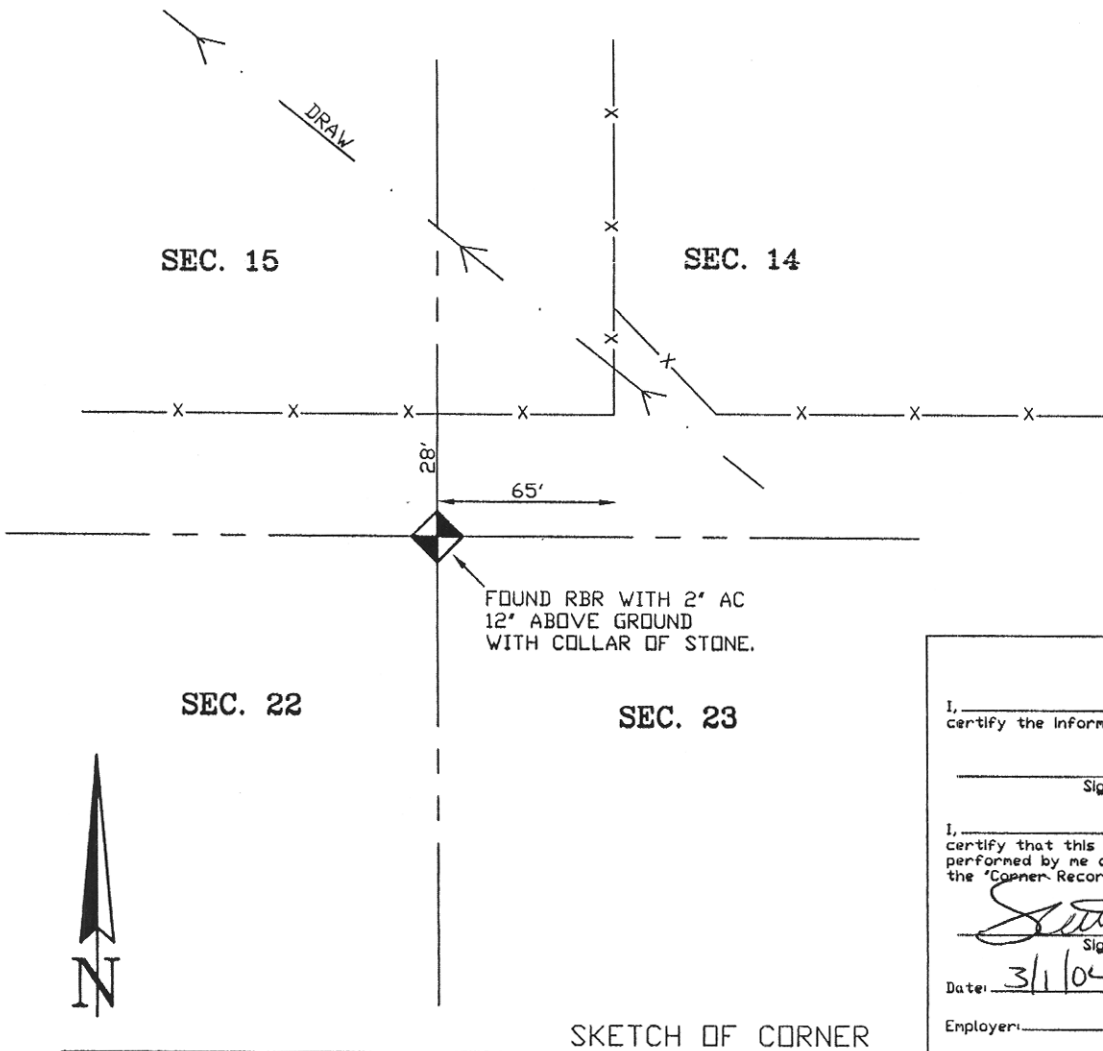 DRAW
SEC. 15
SEC. 14
28'
65'
FOUND RBR WITH 2" AC
12" ABOVE GROUND
WITH COLLAR OF STONE.
SEC. 22
SEC. 23
N
SKETCH OF CORNER
I,
certify the inform
Sig
I,
certify that this
performed by me o
the "Corner Recor
Sig
Date: 3/1/04
Employer: